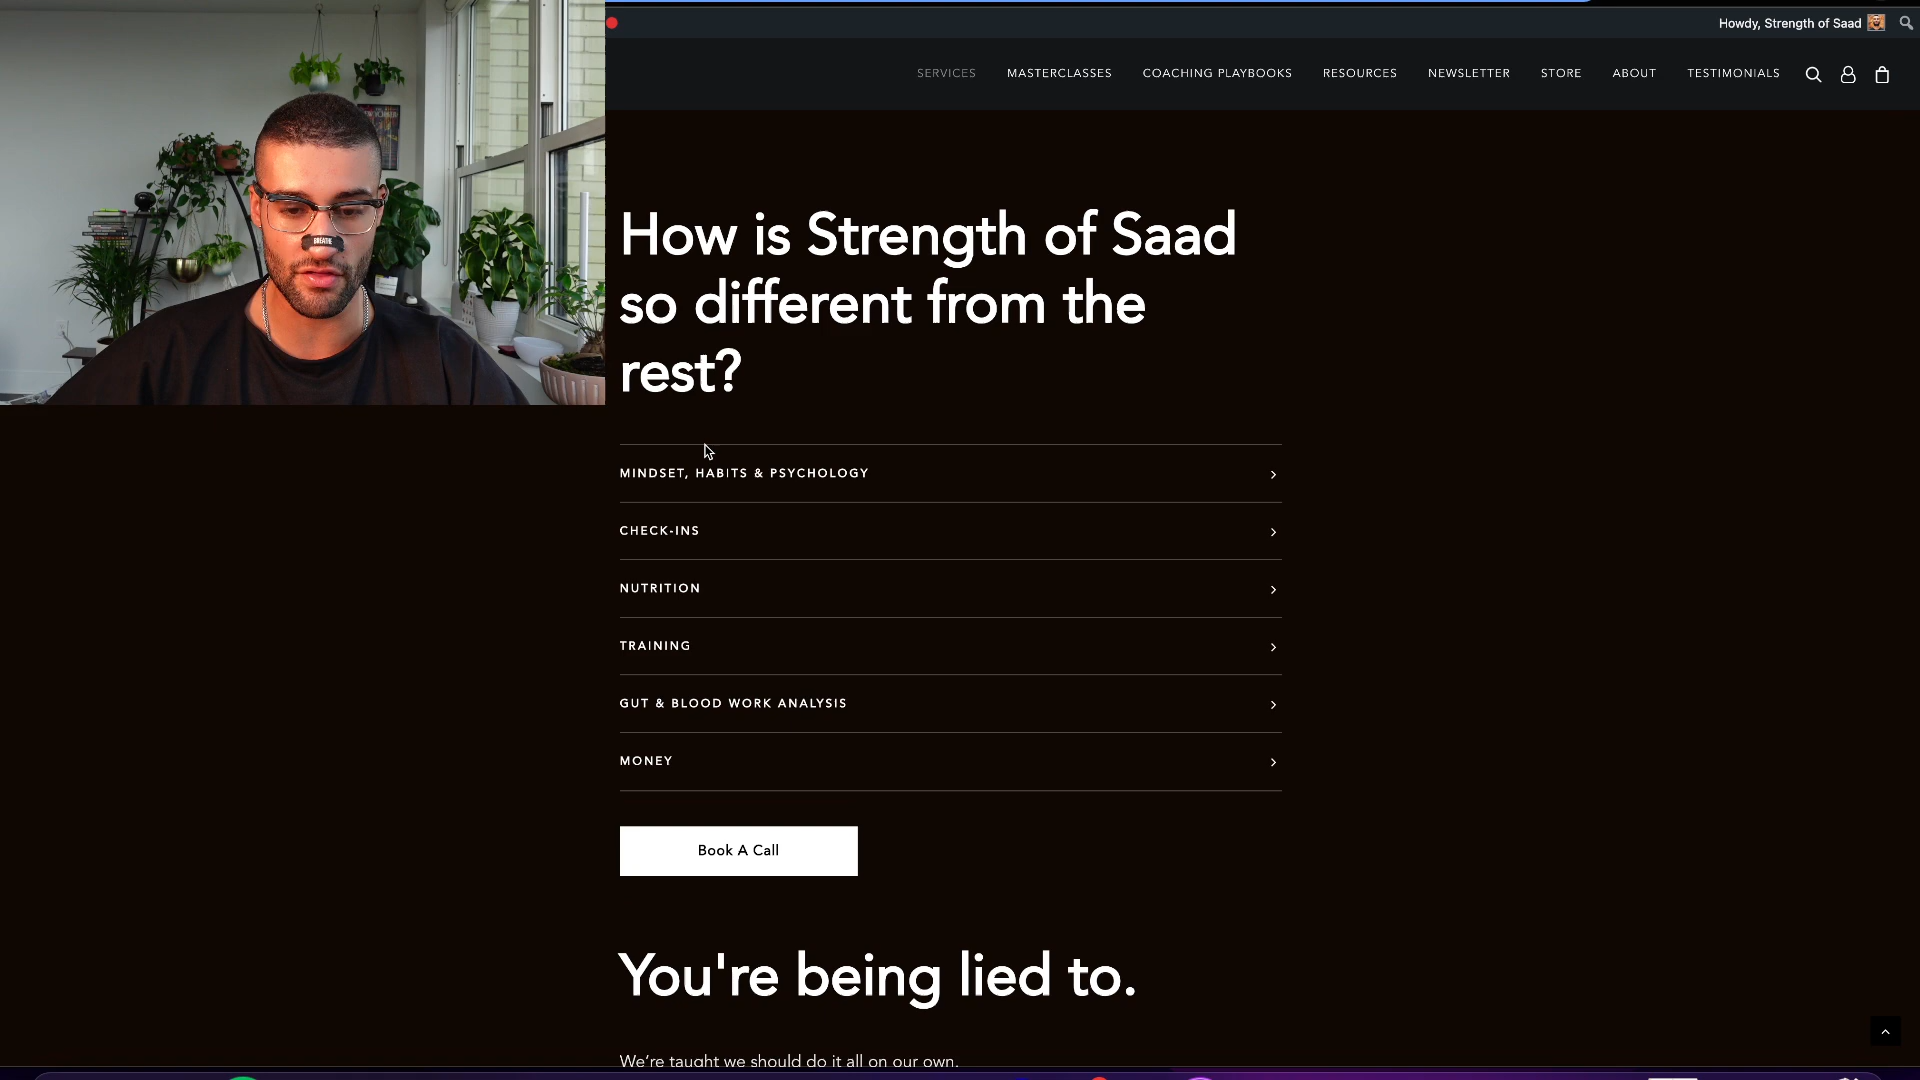 Howdy, Strength of Saad
SERVICES MASTERCLASSES COACHING PLAYBOOKS RESOURCES NEWSLETTER STORE ABOUT TESTIMONIALS
BREATHE
How is Strength of Saad
so different from the
rest?
MINDSET, HABITS & PSYCHOLOGY
CHECK-INS
NUTRITION
TRAINING
GUT & BLOOD WORK ANALYSIS
MONEY
Book A Call
You're being lied to.
We're taught we should do it all on our own.